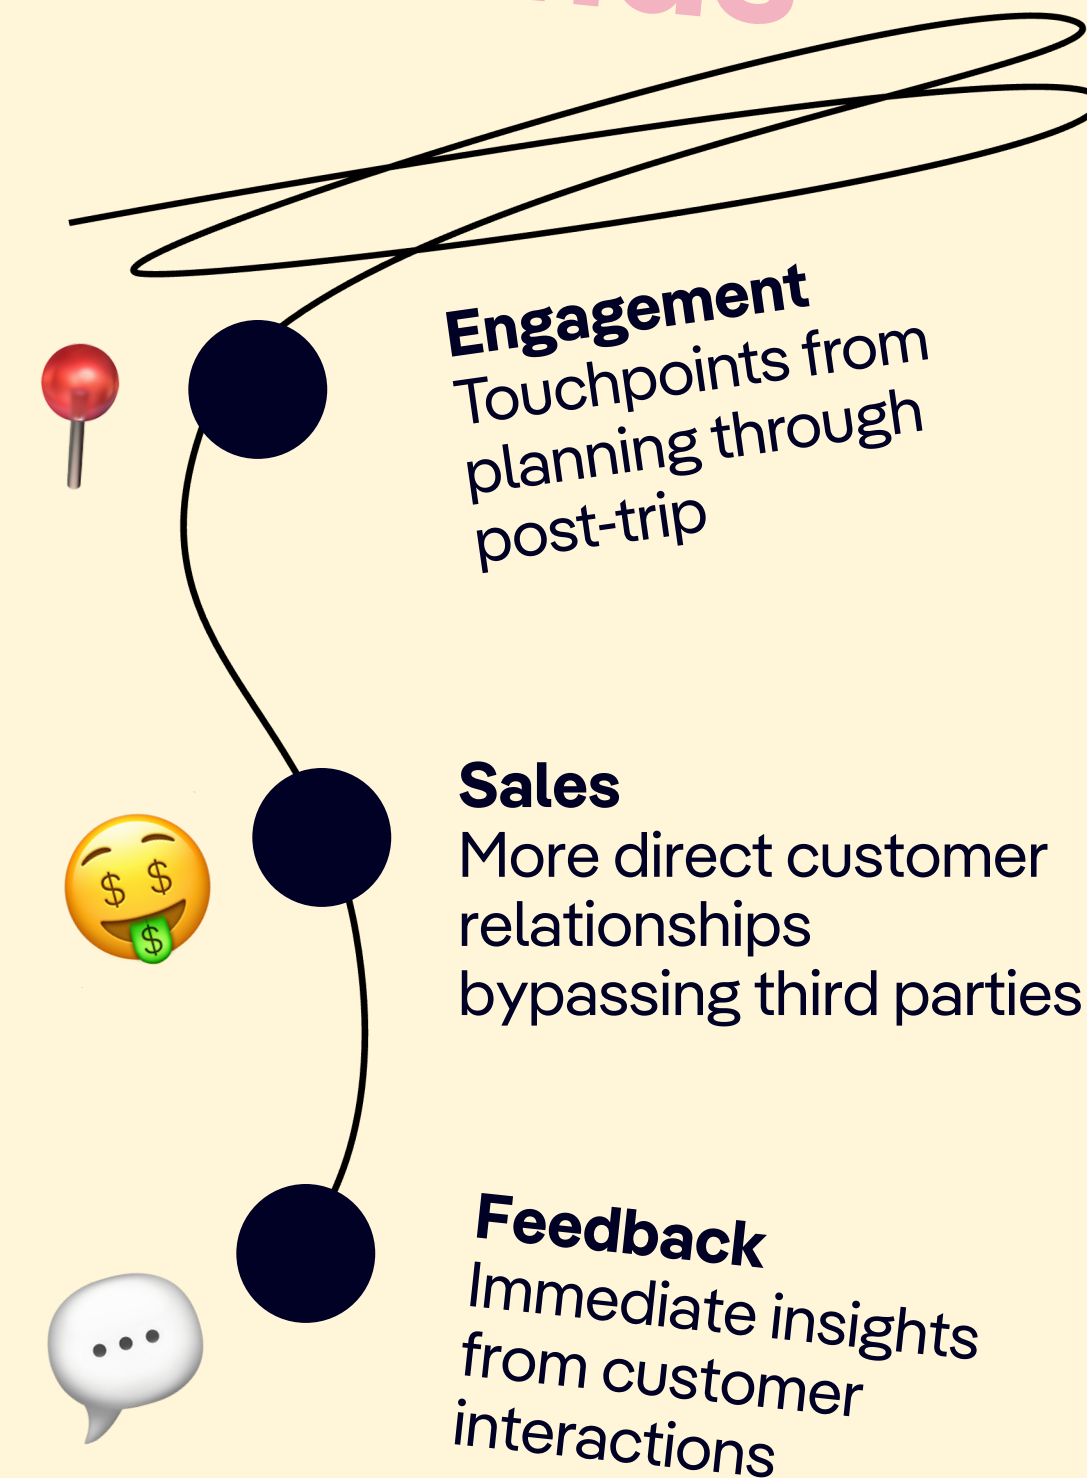 Engagement
Touchpoints from
planning through
post-trip
Sales
More direct customer
relationships
bypassing third parties
Feedback
Immediate insights
from customer
interactions